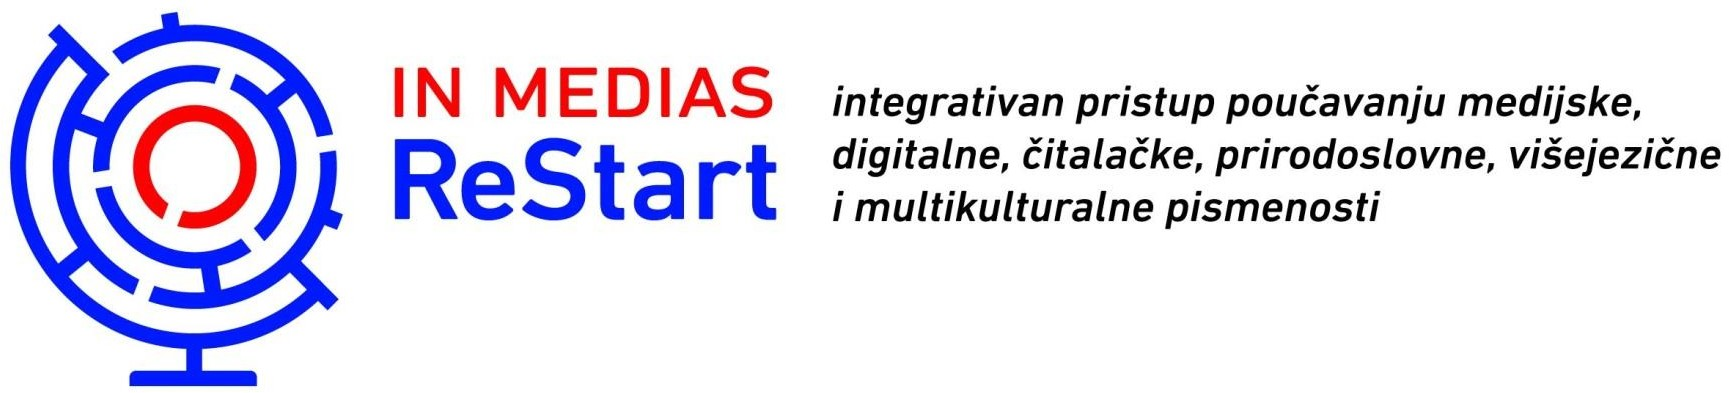 IN MEDIAS
ReStart
integrativan pristup poučavanju medijske,
digitalne, čitalačke, prirodoslovne, višejezične
i multikulturalne pismenosti